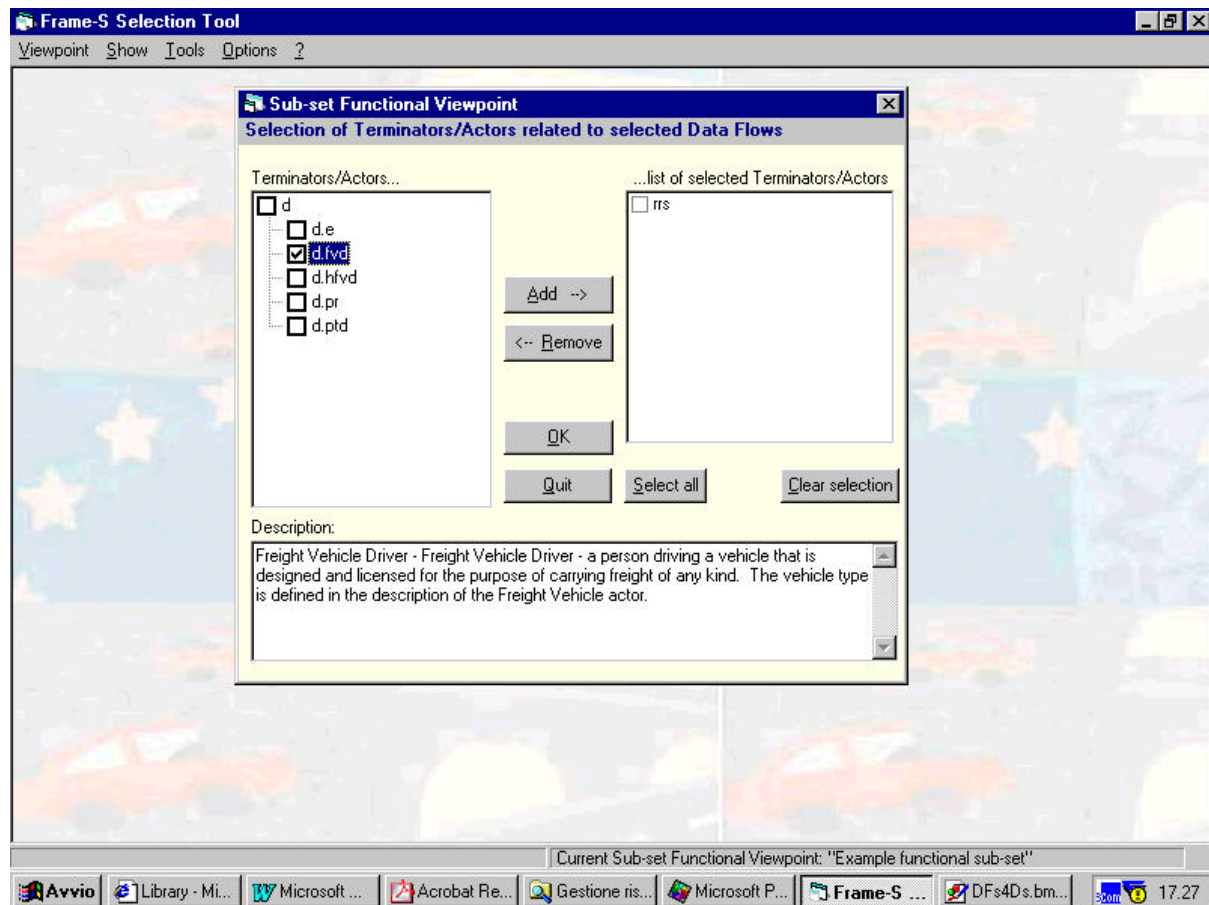 Frame-S Selection Tool
Viewpoint Show Tools Options ?
Sub-set Functional Viewpoint
Selection of Terminators/Actors related to selected Data Flows
Terminators/Actors...
...list of selected Terminators/Actors
d
d.e
d.fvd
d.hfvd
d.pr
d.ptd
rrs
Add -->
<-- Remove
OK
Quit
Select all
Clear selection
Description:
Freight Vehicle Driver - Freight Vehicle Driver - a person driving a vehicle that is
designed and licensed for the purpose of carrying freight of any kind. The vehicle type
is defined in the description of the Freight Vehicle actor.
Current Sub-set Functional Viewpoint: "Example functional sub-set"
Avvio Library - Mi... Microsoft ... Acrobat Re... Gestione ris... Microsoft P... Frame-S ... DFs4Ds.bm... 3com 17.27